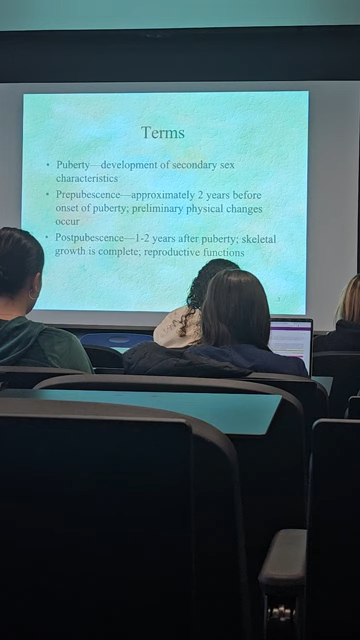 Terms
• Puberty—development of secondary sex
characteristics
• Prepubescence—approximately 2 years before
onset of puberty; preliminary physical changes
occur
• Postpubescence—1-2 years after puberty; skeletal
growth is complete; reproductive functions